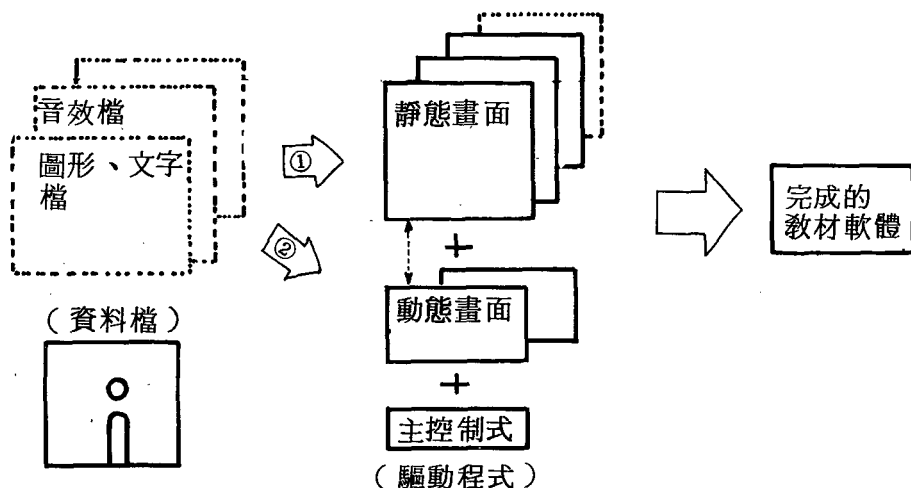 音效檔
圖形、文字
檔
(資料檔)
①
②
靜態畫面
+
動態畫面
+
主控制式
(驅動程式)
完成的
教材軟體